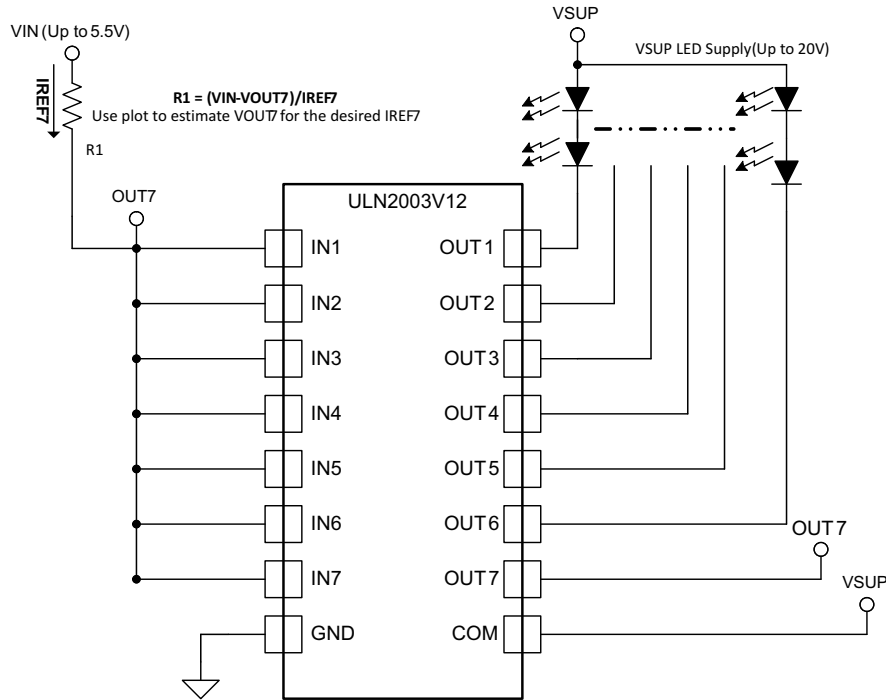 VIN (Up to 5.5V)
IREF7
R1 = (VIN-VOUT7)/IREF7
Use plot to estimate VOUT7 for the desired IREF7
R1
VSUP
VSUP LED Supply(Up to 20V)
OUT7
ULN2003V12
IN1
OUT1
IN2
OUT2
IN3
OUT3
IN4
OUT4
IN5
OUT5
IN6
OUT6
OUT7
IN7
OUT7
VSUP
GND
COM